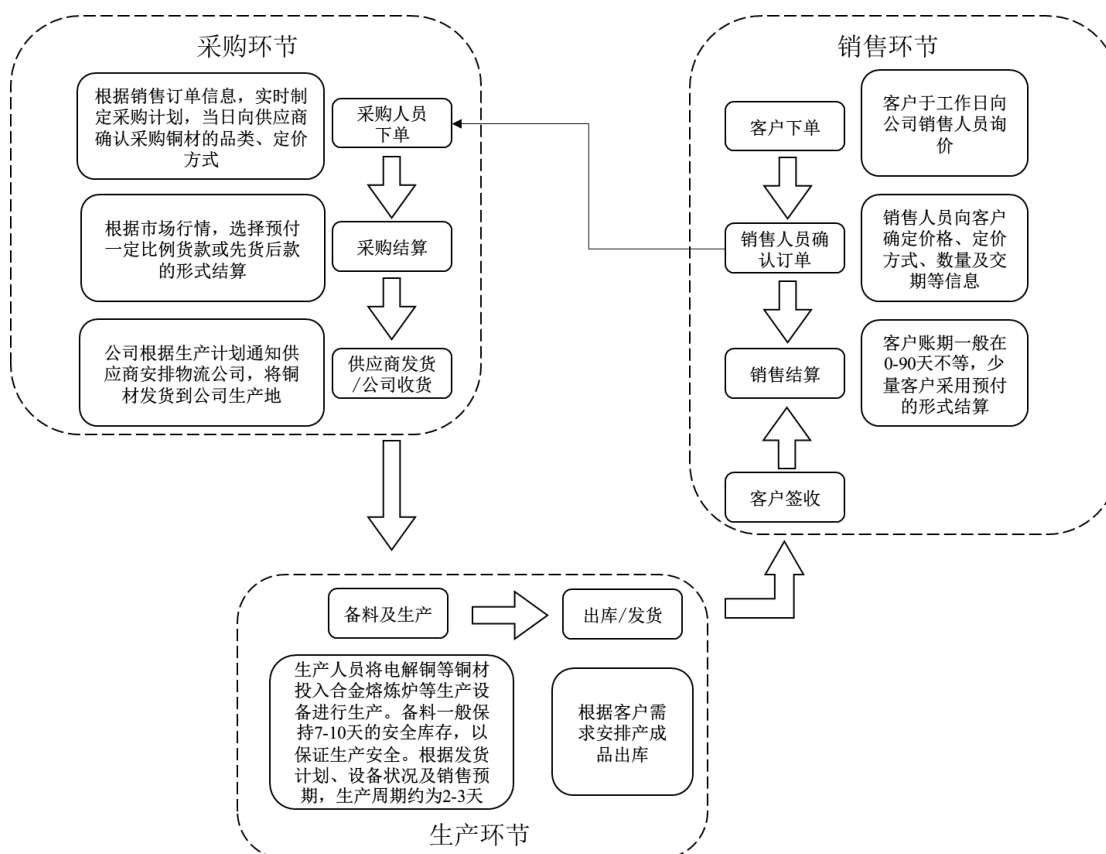 采购环节
根据销售订单信息，实时制
定采购计划，当日向供应商
确认采购铜材的品类、定价
方式
采购人员
下单
根据市场行情，选择预付
一定比例货款或先货后款
的形式结算
采购结算
公司根据生产计划通知供
应商安排物流公司，将铜
材发货到公司生产地
供应商发货
/公司收货
销售环节
客户下单
客户于工作日向
公司销售人员询
价
销售人员确
认订单
销售人员向客户
确定价格、定价
方式、数量及交
期等信息
销售结算
客户账期一般在
0-90天不等，少
量客户采用预付
的形式结算
客户签收
备料及生产
出库/发货
生产人员将电解铜等铜材
投入合金熔炼炉等生产设
备进行生产。备料一般保
持7-10天的安全库存，以
保证生产安全。根据发货
计划、设备状况及销售预
期，生产周期约为2-3天
根据客户需
求安排产成
品出库
生产环节